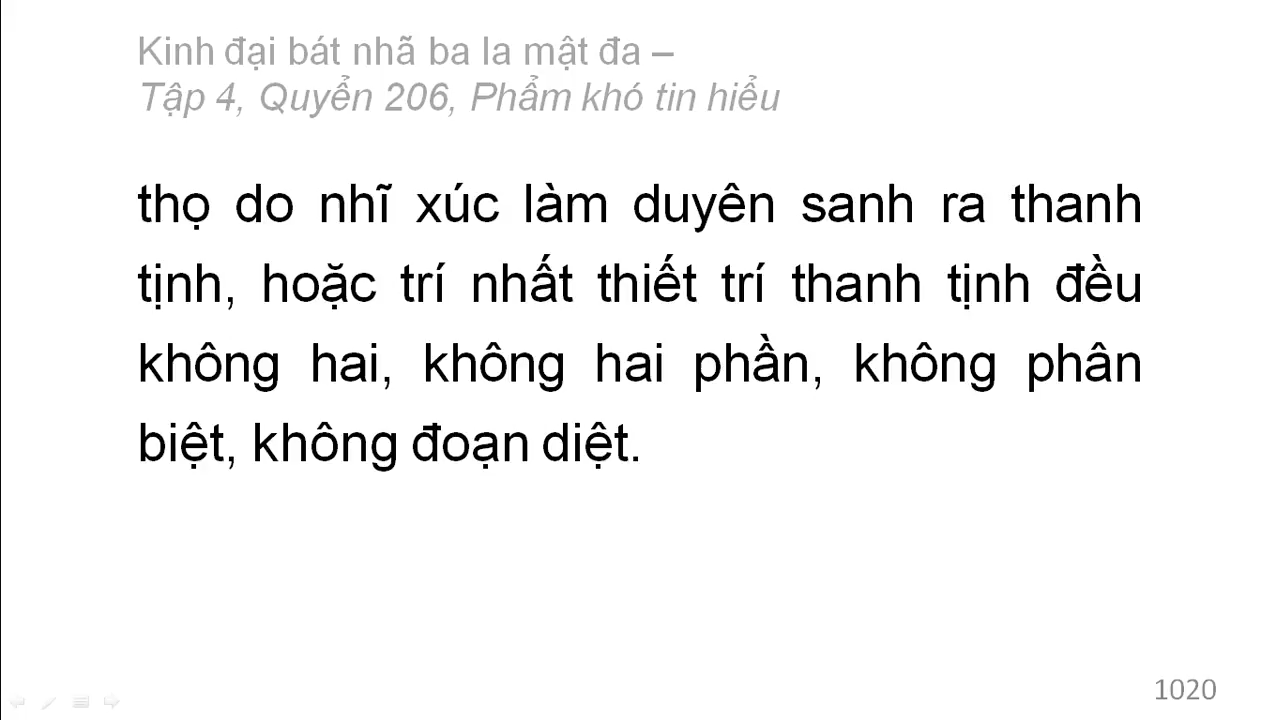 Kinh đại bát nhã ba la mật đa –
Tập 4, Quyển 206, Phẩm khó tin hiểu
thọ do nhĩ xúc làm duyên sanh ra thanh
tịnh, hoặc trí nhất thiết trí thanh tịnh đều
không hai, không hai phần, không phân
biệt, không đoạn diệt.
1020